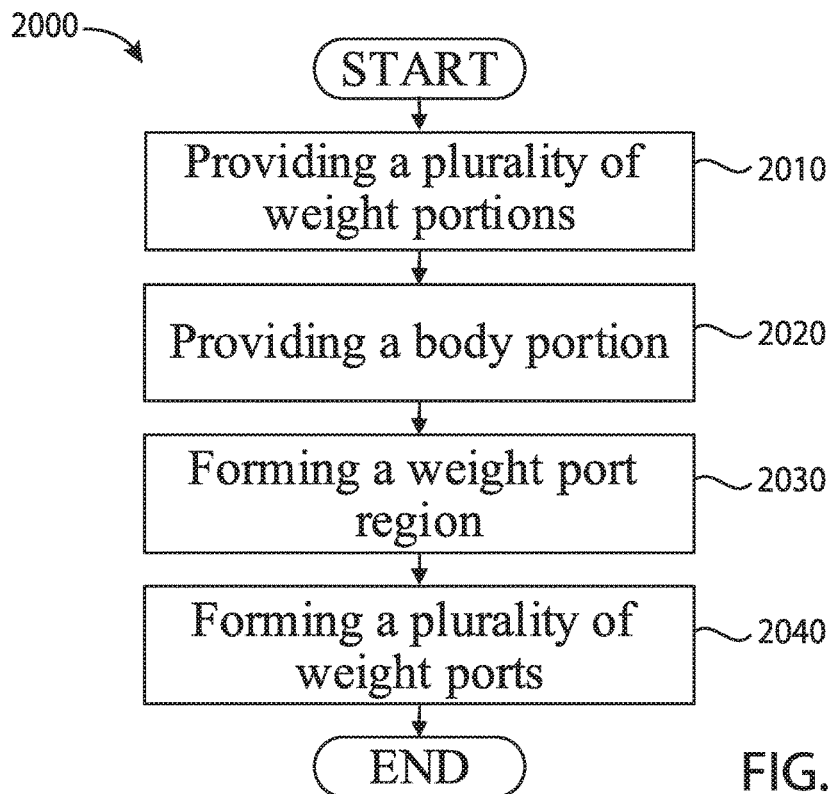 2000
START
Providing a plurality of
weight portions
2010
Providing a body portion
2020
Forming a weight port
region
2030
Forming a plurality of
weight ports
2040
END
FIG.